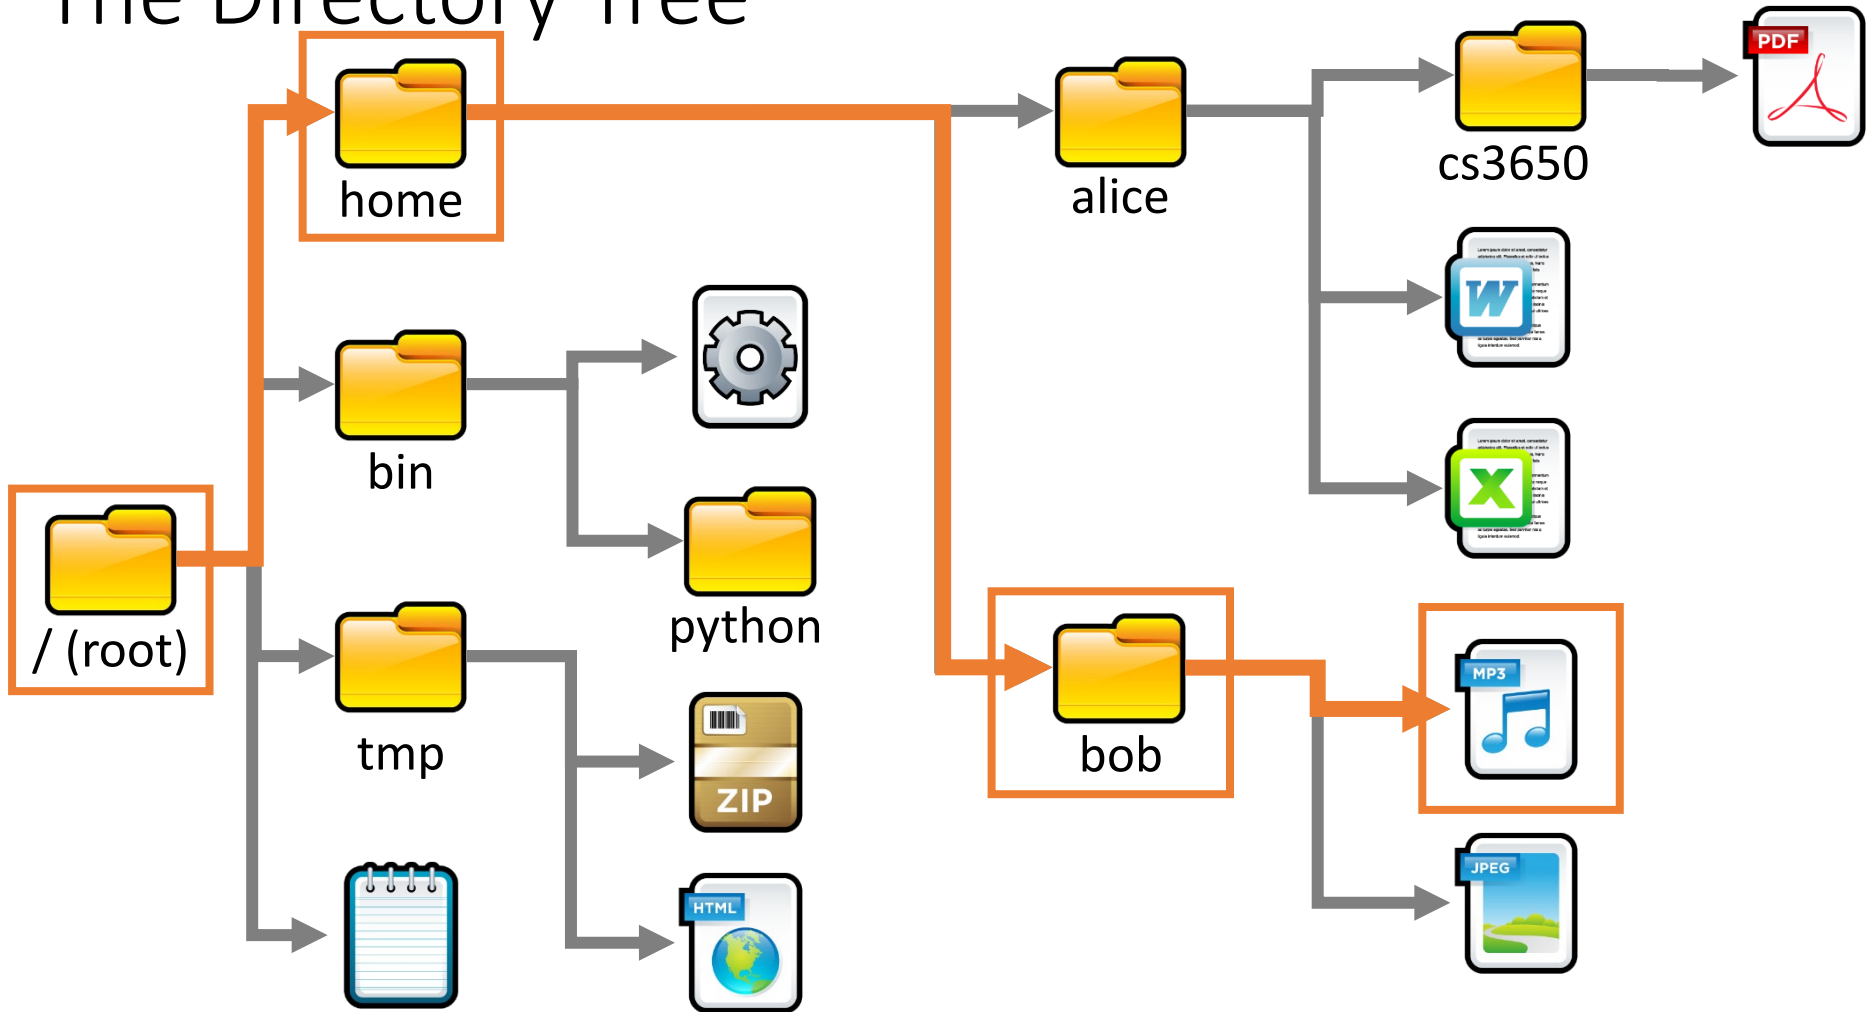 The Directory Tree
PDF
home
alice
cs3650
W
bin
X
/ (root)
python
tmp
ZIP
bob
MP3
HTML
JPEG